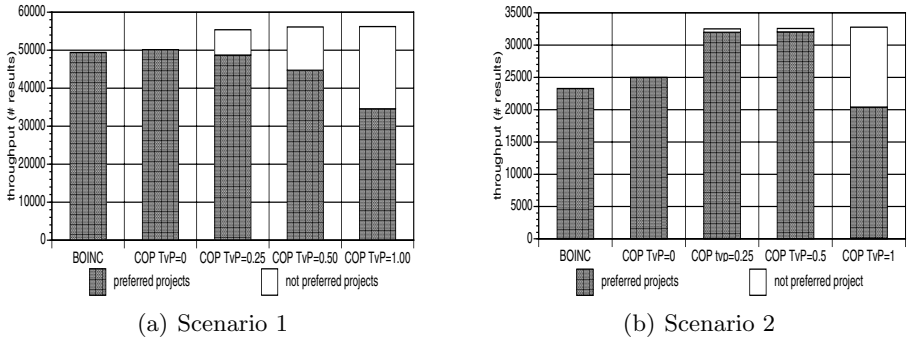 throughput (# results)
60000
50000
40000
30000
20000
10000
0
BOINC COP TvP=0 COP TvP=0.25 COP TvP=0.50 COP TvP=1.00
preferred projects not preferred projects
(a) Scenario 1
throughput (# results)
35000
30000
25000
20000
15000
10000
5000
0
BOINC COP TvP=0 COP tvp=0.25 COP TvP=0.5 COP TvP=1
preferred projects not preferred project
(b) Scenario 2